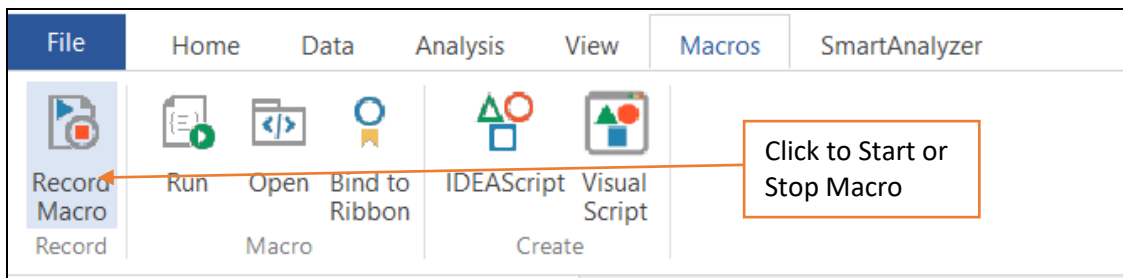 File Home Data Analysis View Macros SmartAnalyzer
Record Macro
Run
Open
Bind to Ribbon
IDEAScript
Visual Script
Click to Start or
Stop Macro
Record Macro Create